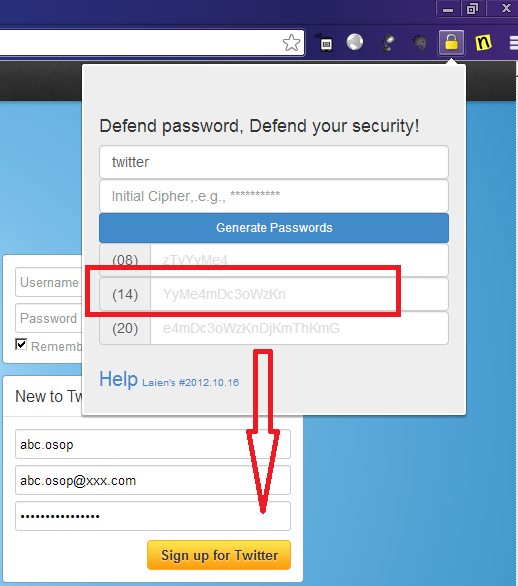 Defend password, Defend your security!
twitter
Initial Cipher,.e.g., **********
Generate Passwords
(08) zTyYyMe4
(14) YyMe4mDc3oWzKn
(20) e4mDc3oWzKnDjKmThKmG
Help Laien's #2012.10.16
Username
Password
Rememb
New to Tw
abc.osop
abc.osop@xxx.com
Sign up for Twitter